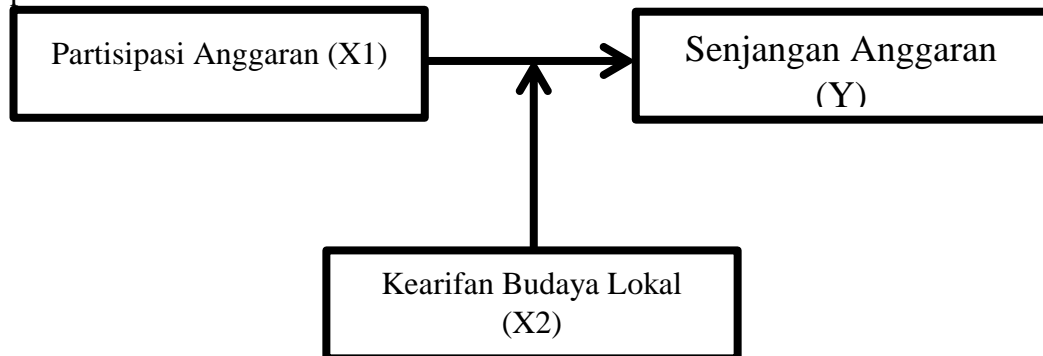 Partisipasi Anggaran (X1)
Senjangan Anggaran
(Y)
Kearifan Budaya Lokal
(X2)